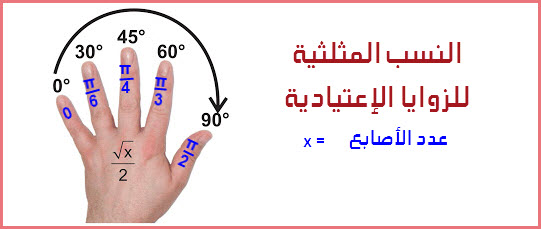 النسب المثلثية
للزوايا الإعتيادية
عدد الأصابع = x
0° 30° 45° 60° 90°
0 π/6 π/4 π/3 π/2
√x/2